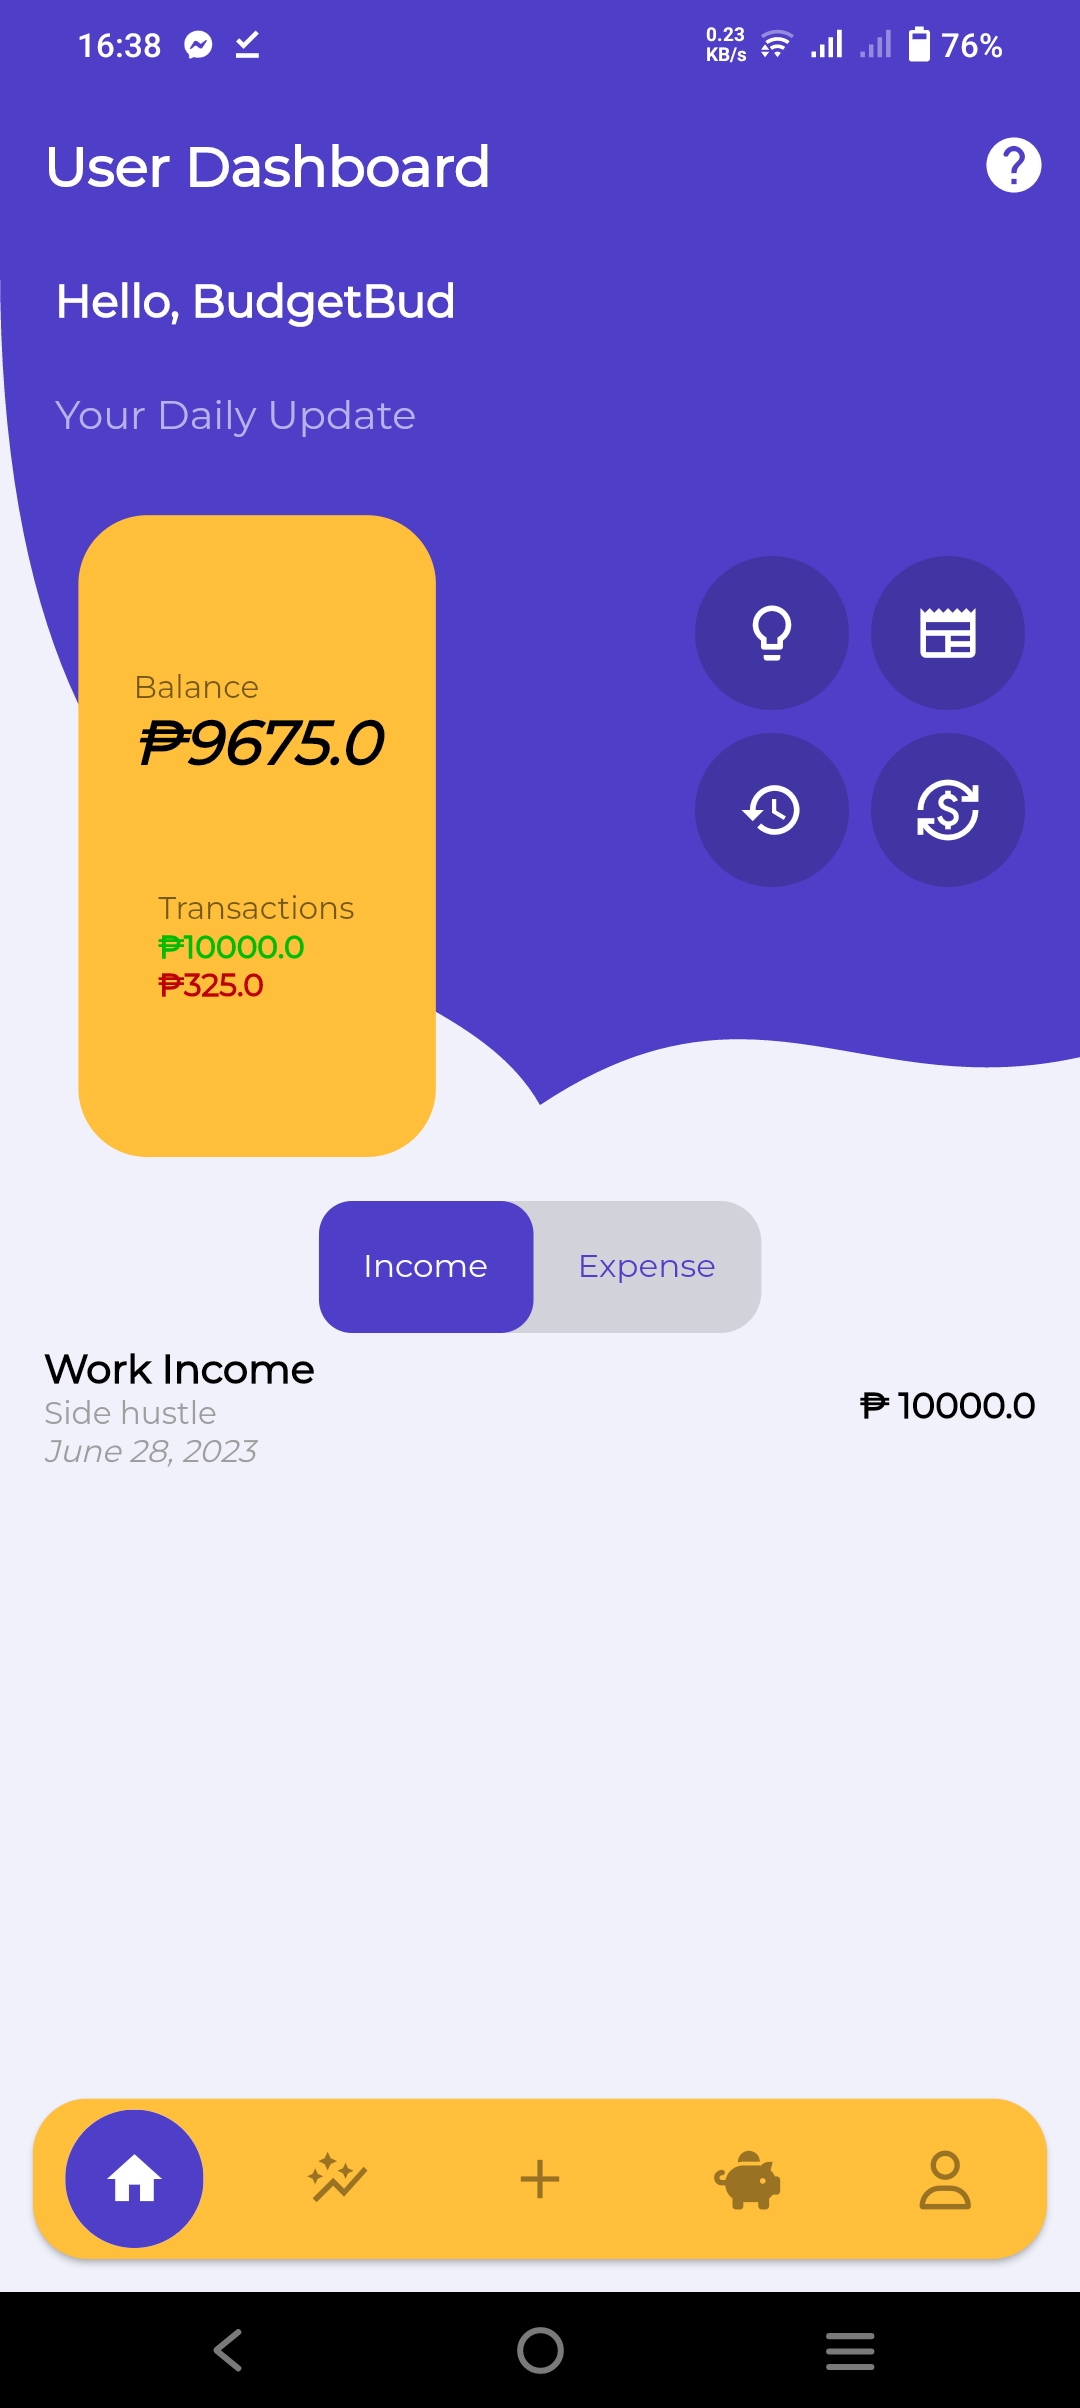 16:38
0.23
KB/s
76%
User Dashboard
Hello, BudgetBud
Your Daily Update
Balance
₱9675.0
Transactions
₱10000.0
₱325.0
Income
Expense
Work Income
Side hustle
June 28, 2023
₱ 10000.0